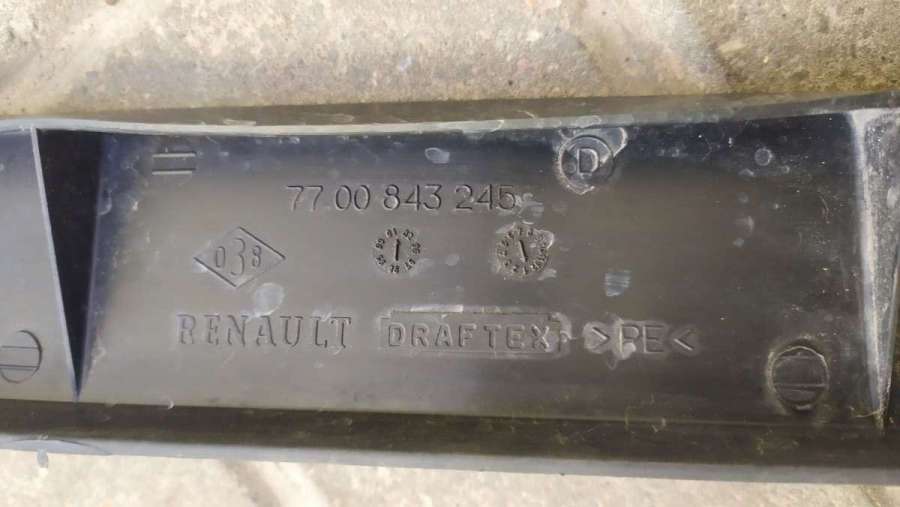 D
77 00 843 245
038
RENAULT DRAFTEX >PE<